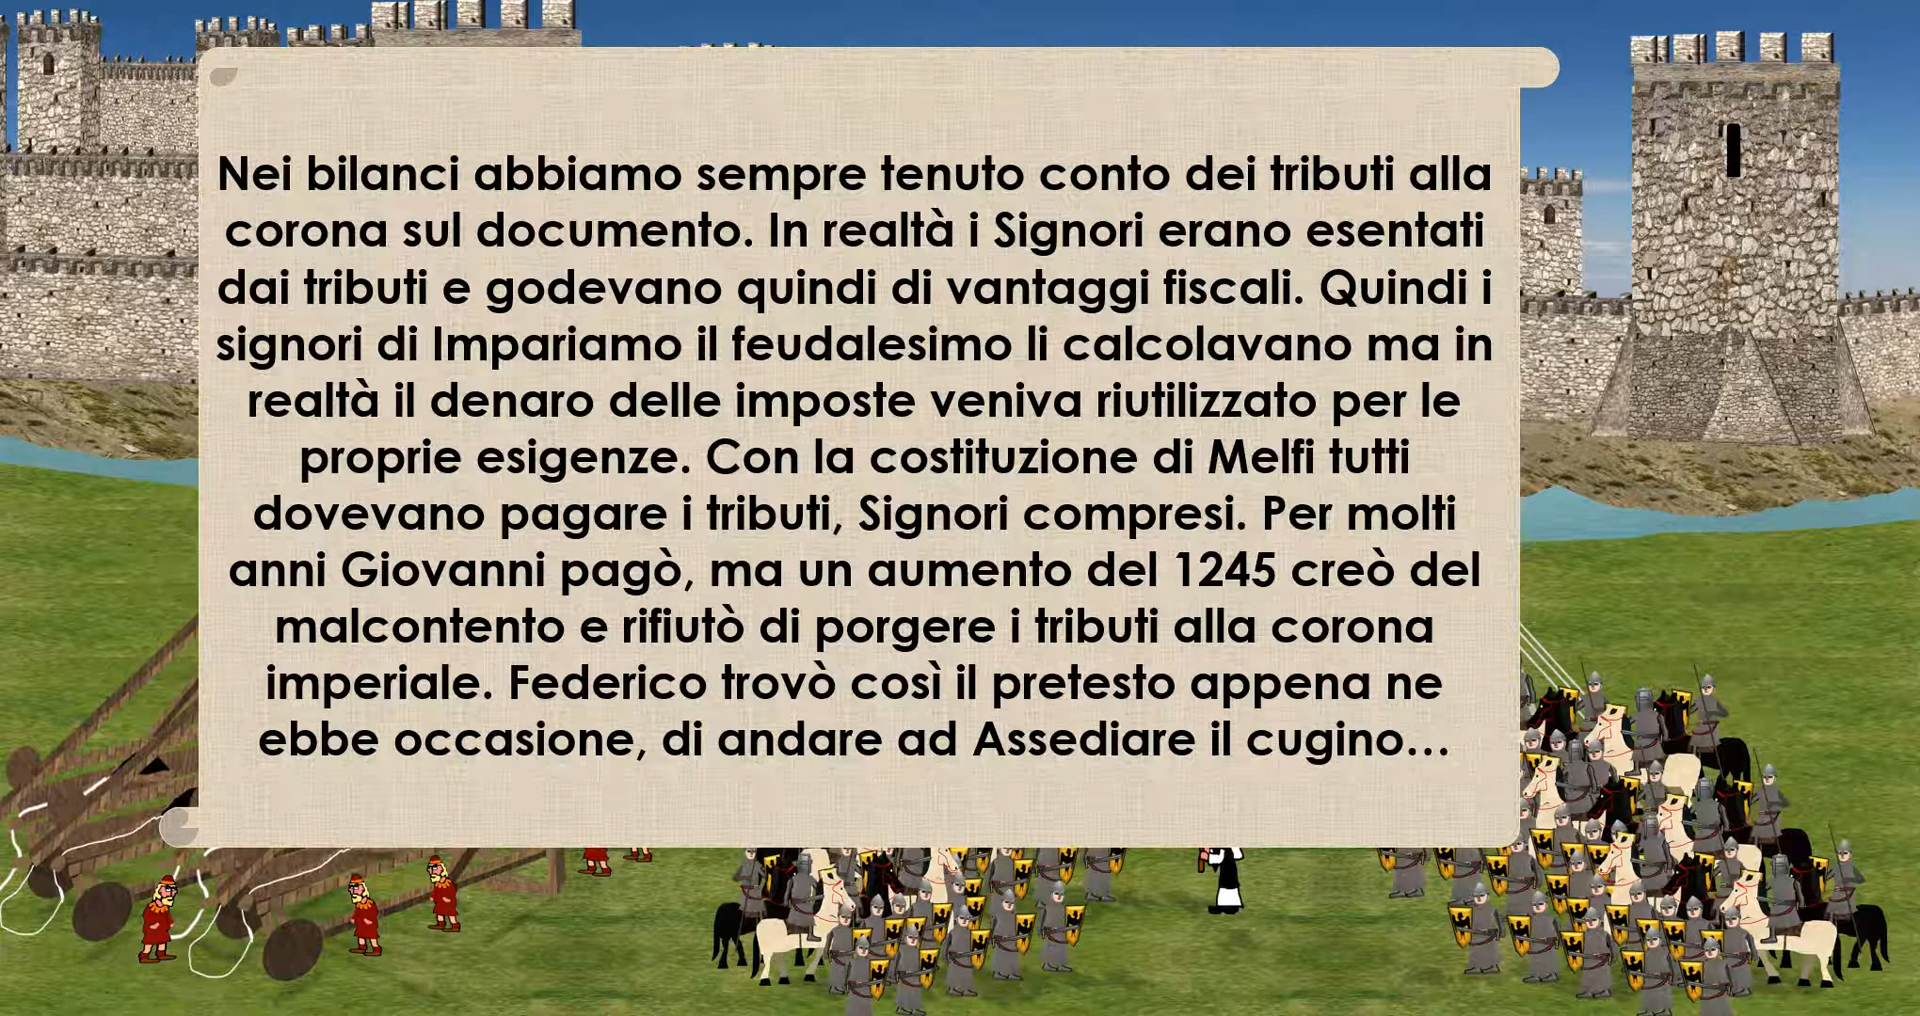 Nei bilanci abbiamo sempre tenuto conto dei tributi alla
corona sul documento. In realtà i Signori erano esentati
dai tributi e godevano quindi di vantaggi fiscali. Quindi i
signori di Impariamo il feudalesimo li calcolavano ma in
realtà il denaro delle imposte veniva riutilizzato per le
proprie esigenze. Con la costituzione di Melfi tutti
dovevano pagare i tributi, Signori compresi. Per molti
anni Giovanni pagò, ma un aumento del 1245 creò del
malcontento e rifiutò di porgere i tributi alla corona
imperiale. Federico trovò così il pretesto appena ne
ebbe occasione, di andare ad Assediare il cugino...